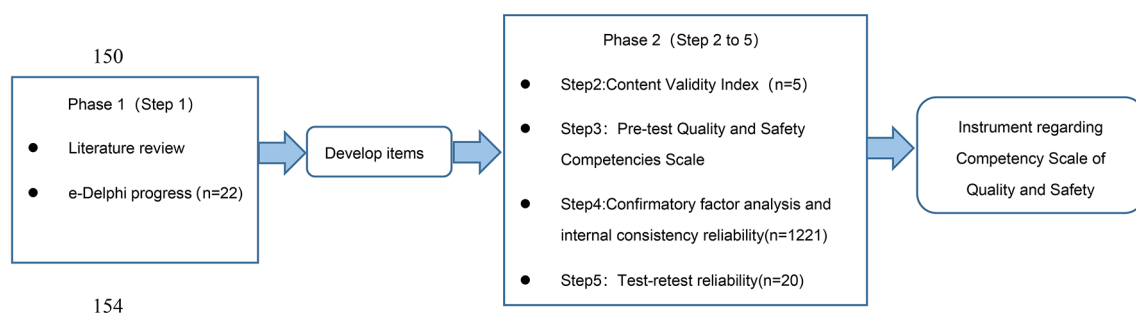 150
Phase 1（Step 1）
● Literature review
● e-Delphi progress (n=22)
Develop items
Phase 2（Step 2 to 5）
● Step2:Content Validity Index（n=5)
● Step3：Pre-test Quality and Safety
Competencies Scale
● Step4:Confirmatory factor analysis and
internal consistency reliability(n=1221)
● Step5：Test-retest reliability(n=20)
Instrument regarding
Competency Scale of
Quality and Safety
154